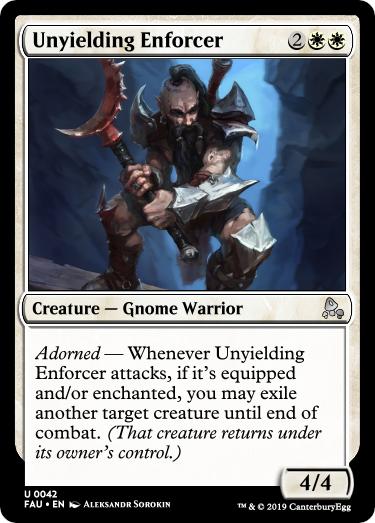 Unyielding Enforcer 2
Creature — Gnome Warrior
Adorned — Whenever Unyielding
Enforcer attacks, if it's equipped
and/or enchanted, you may exile
another target creature until end of
combat. (That creature returns under
its owner's control.)
4/4
U 0042
FAU • EN Aleksandr Sorokin
™ & © 2019 CanterburyEgg